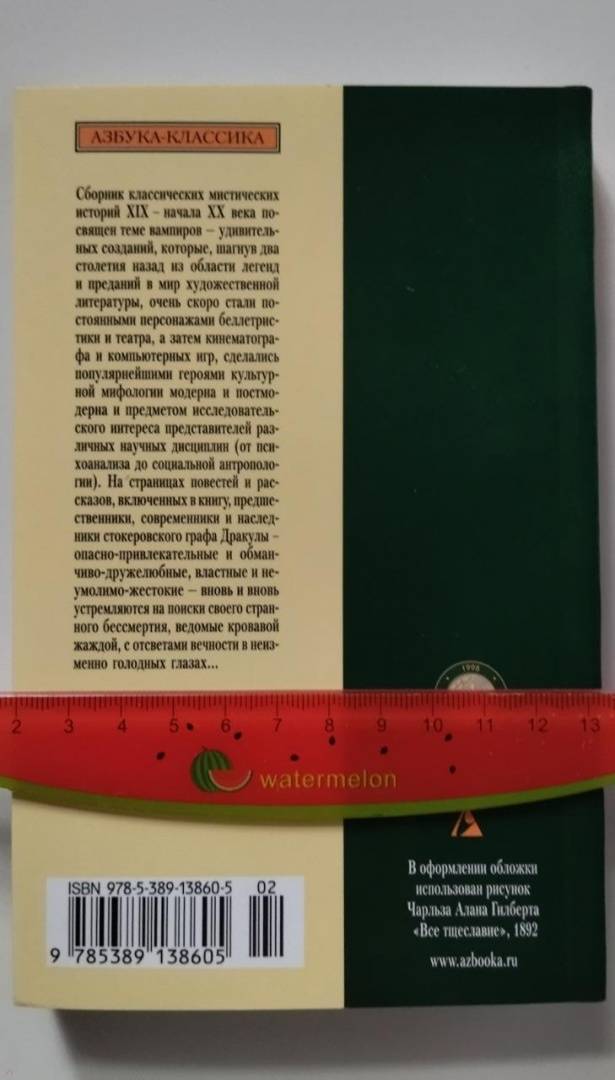 АЗБУКА-КЛАССИКА
Сборник классических мистических
историй XIX – начала XX века по-
священ теме вампиров – удивитель-
ных созданий, которые, шагнув два
столетия назад из области легенд
и преданий в мир художественной
литературы, очень скоро стали по-
стоянными персонажами беллетрис-
тики и театра, а затем кинематогра-
фа и компьютерных игр, сделались
популярнейшими героями культур-
ной мифологии модерна и постмо-
дерна и предметом исследователь-
ского интереса представителей раз-
личных научных дисциплин (от пси-
хоанализа до социальной антрополо-
гии). На страницах повестей и рас-
сказов, включенных в книгу, предше-
ственники, современники и наслед-
ники стокеровского графа Дракулы –
опасно-привлекательные и обман-
чиво-дружелюбные, властные и не-
умолимо-жестокие – вновь и вновь
устремляются на поиски своего стран-
ного бессмертия, ведомые кровавой
жаждой, с отсветами вечности в неиз-
менно голодных глазах...
1996
2 3 4 5 6 7 8 9 10 11 12 13
watermelon
ISBN 978-5-389-13860-5 02
9 785389 138605
В оформлении обложки
использован рисунок
Чарльза Алана Гилберта
«Все тщеславие», 1892
www.azbooka.ru